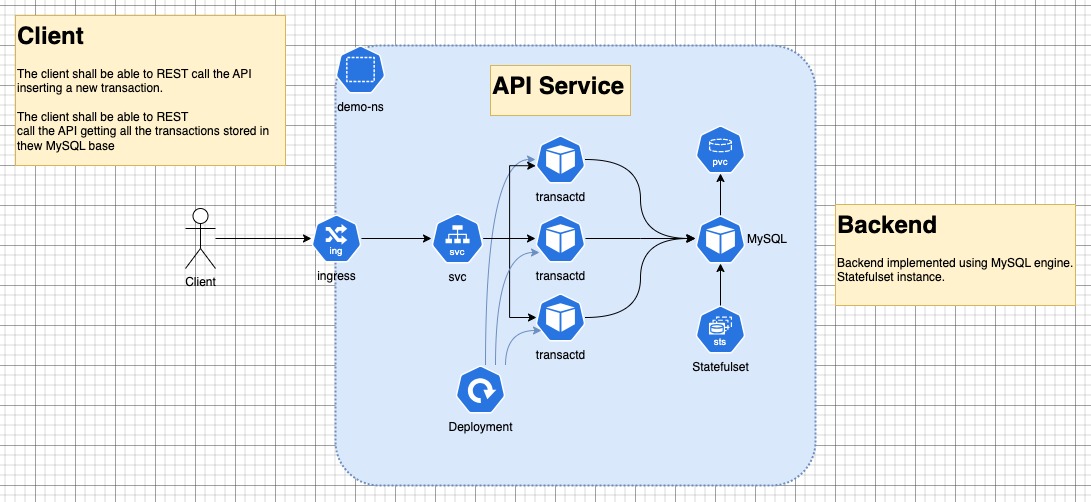 Client
The client shall be able to REST call the API
inserting a new transaction.
The client shall be able to REST
call the API getting all the transactions stored in
thew MySQL base
demo-ns
API Service
transactd
pvc
Client
ing
ingress
svc
svc
transactd
MySQL
Backend
Backend implemented using MySQL engine.
Statefulset instance.
transactd
sts
Statefulset
Deployment